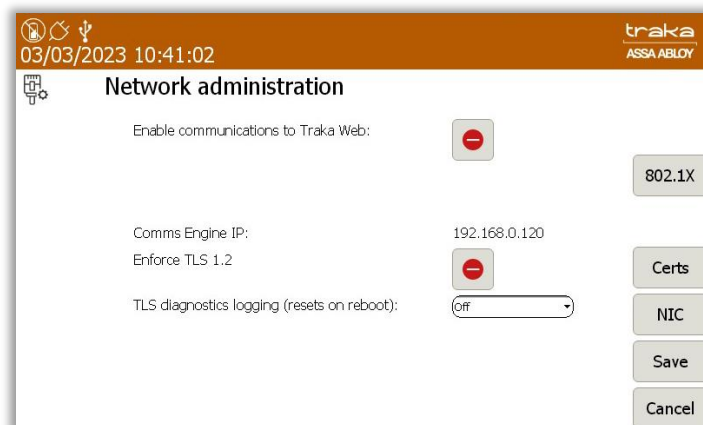 03/03/2023 10:41:02
traka
ASSA ABLOY
Network administration
Enable communications to Traka Web:
802.1X
Comms Engine IP: 192.168.0.120
Enforce TLS 1.2
Certs
TLS diagnostics logging (resets on reboot): Off
NIC
Save
Cancel